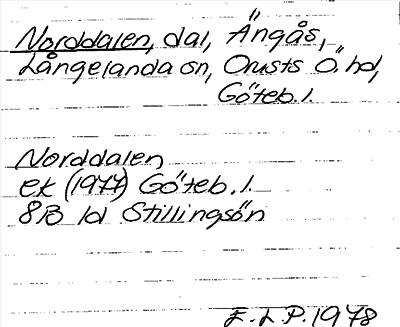 Norddalen, dal, Ängås,
Långelanda sn, Orusts Ö. hd,
Göteb. l.
Norddalen
ek (1977) Göteb. l.
8B 1d Stillingsön
E.L.P. 1978